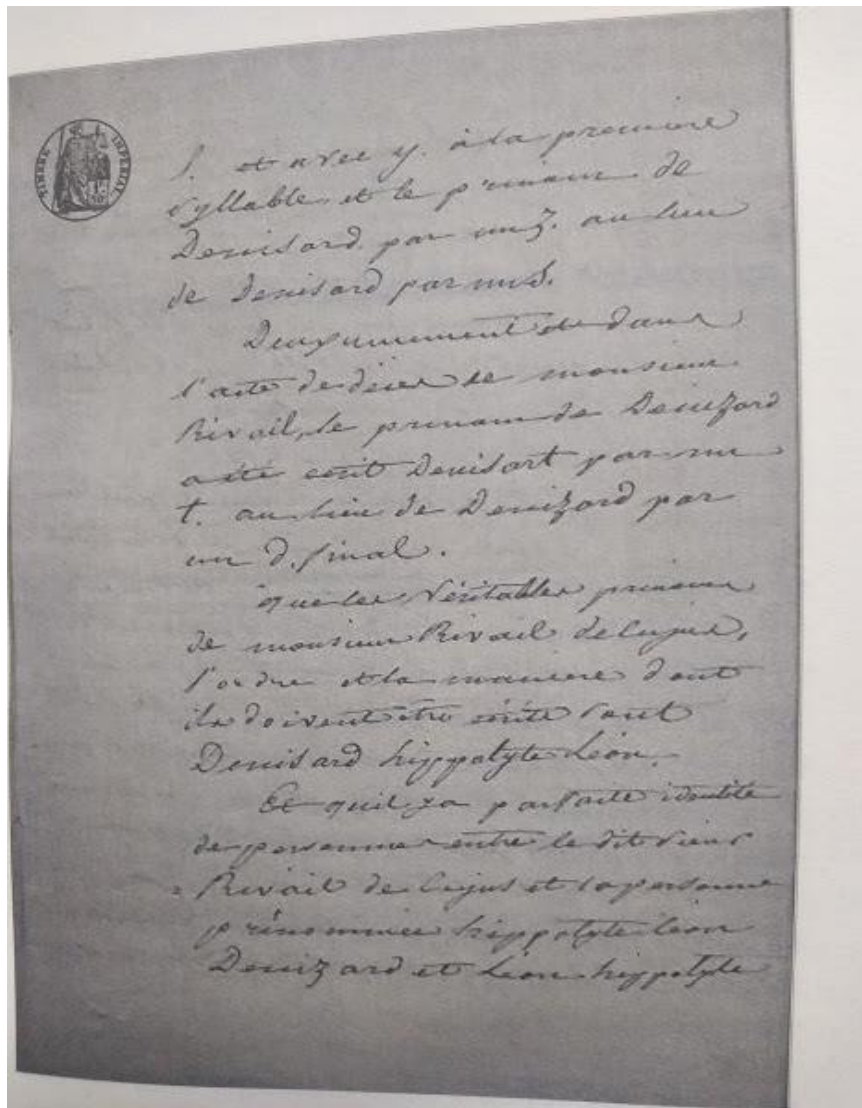 TIMBRE IMPERIAL
l. et avec y. à la première
syllable, et le prénom de
Denisard. par un z. au lieu
de Denisard par un s.
Deuxièmement et dans
l'acte de décès de monsieur
Rivail, le prénom de Denizard
a été écrit Denisart par un
t. au lieu de Denizard par
un d. final.
que les véritables prénoms
de monsieur Rivail de Cujus,
l'ordre et la manière dont
ils doivent être écrits sont
Denisard hippolyte Léon.
Et qu'il y a parfaite identité
de personne entre le dit sieur
Rivail de Cujus et la personne
prénommée hippolyte Léon
Denizard et Léon hippolyte